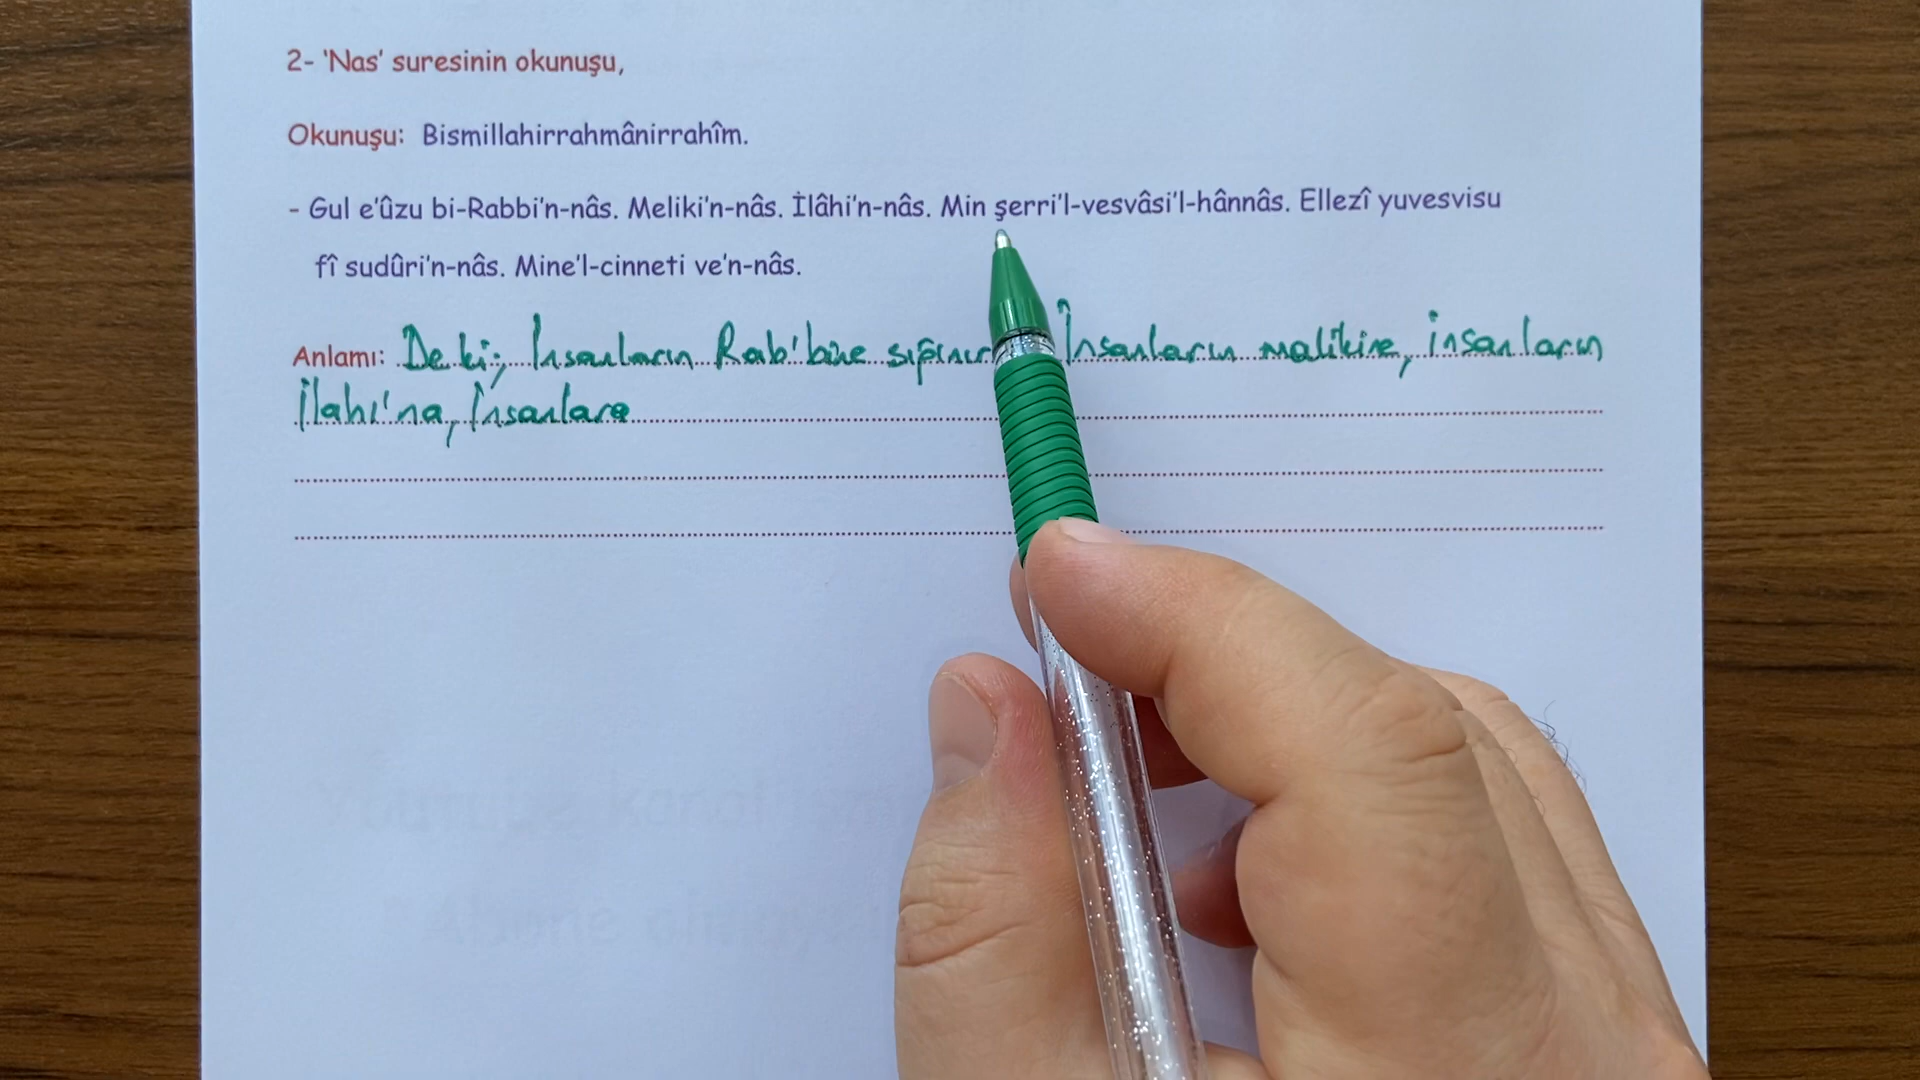 2- 'Nas' suresinin okunuşu,
Okunuşu: Bismillahirrahmânirrahîm.
- Gul e'ûzu bi-Rabbi'n-nâs. Meliki'n-nâs. İlâhi'n-nâs. Min şerri'l-vesvâsi'l-hânnâs. Ellezî yuvesvisu
fî sudûri'n-nâs. Mine'l-cinneti ve'n-nâs.
Anlamı: De ki; İnsanların Rab'bine İnsanların malikine, insanların
İlahı'na, İnsanlara